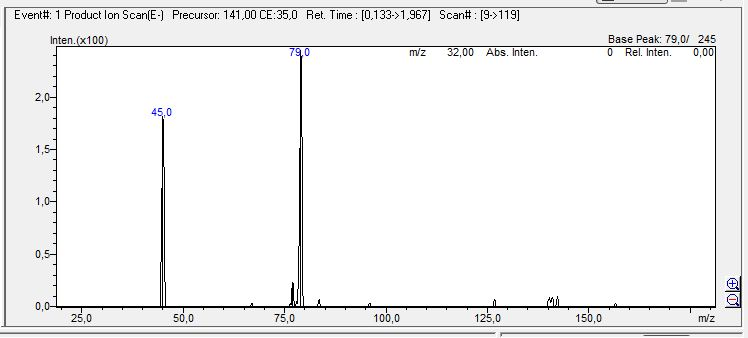 Event#: 1 Product Ion Scan(E-) Precursor: 141,00 CE:35,0 Ret. Time : [0,133->1,967] Scan# : [9->119]
Inten.(x100) Base Peak: 79,0/ 245
79,0 m/z 32,00 Abs. Inten. 0 Rel. Inten. 0,00
2,0
45,0
1,5
1,0
0,5
0,0
25,0 50,0 75,0 100,0 125,0 150,0 m/z